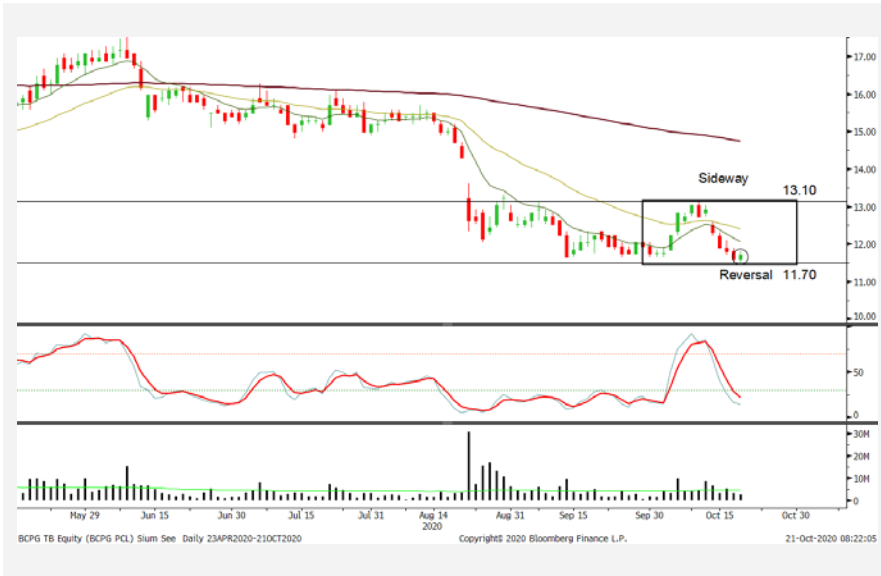 17.00
16.00
15.00
Sideway
14.00
13.10
13.00
12.00
Reversal 11.70
11.00
10.00
50
0
30M
20M
10M
0
May 29 Jun 15 Jun 30 Jul 15 Jul 31 Aug 14 Aug 31 Sep 15 Sep 30 Oct 15 Oct 30
2020
BCPG TB Equity (BCPG PCL) Sium See Daily 23APR2020-21OCT2020 Copyright© 2020 Bloomberg Finance L.P. 21-Oct-2020 08:22:05